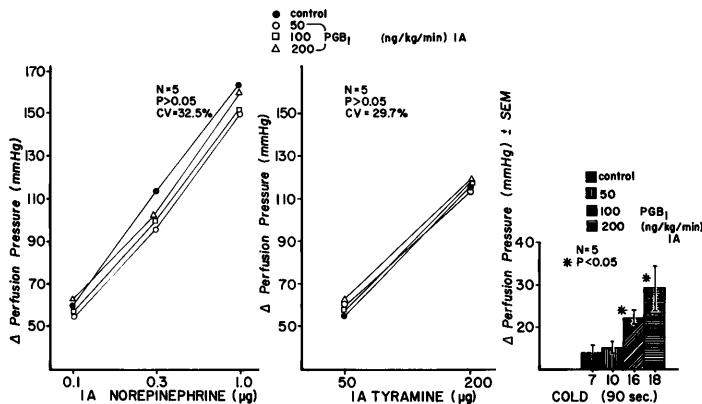 control
50
100 PGB1 (ng/kg/min) IA
200
170
150
130
110
90
70
50
Δ Perfusion Pressure (mmHg)
N=5
P>0.05
CV=32.5%
0.1 0.3 1.0
IA NOREPINEPHRINE (μg)
170
150
130
110
90
70
50
Δ Perfusion Pressure (mmHg)
N=5
P>0.05
CV=29.7%
50 200
IA TYRAMINE (μg)
Δ Perfusion Pressure (mmHg) ± SEM
control
50
100 PGB1
200 (ng/kg/min) IA
N=5
* P<0.05
* *
40
30
20
7 10 16 18
COLD (90 sec.)